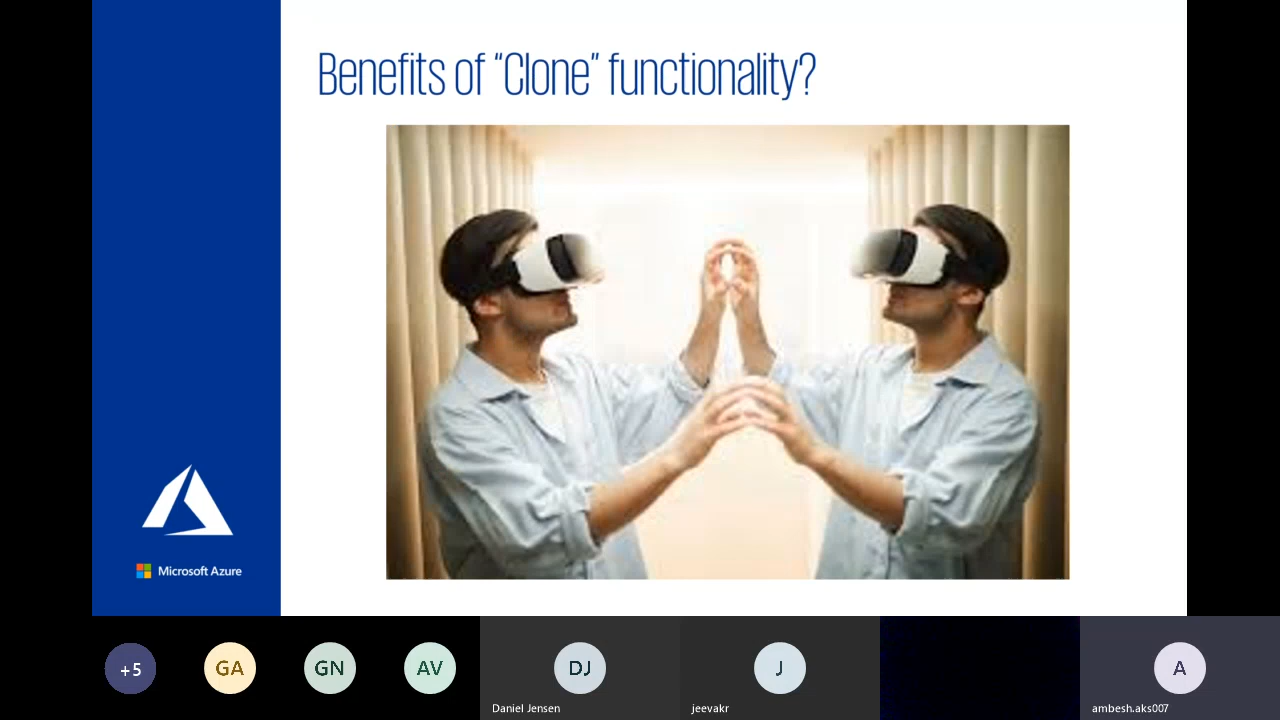 Benefits of “Clone” functionality?
Microsoft Azure
+5
GA
GN
AV
DJ
J
A
Daniel Jensen
jeevakr
ambesh.aks007